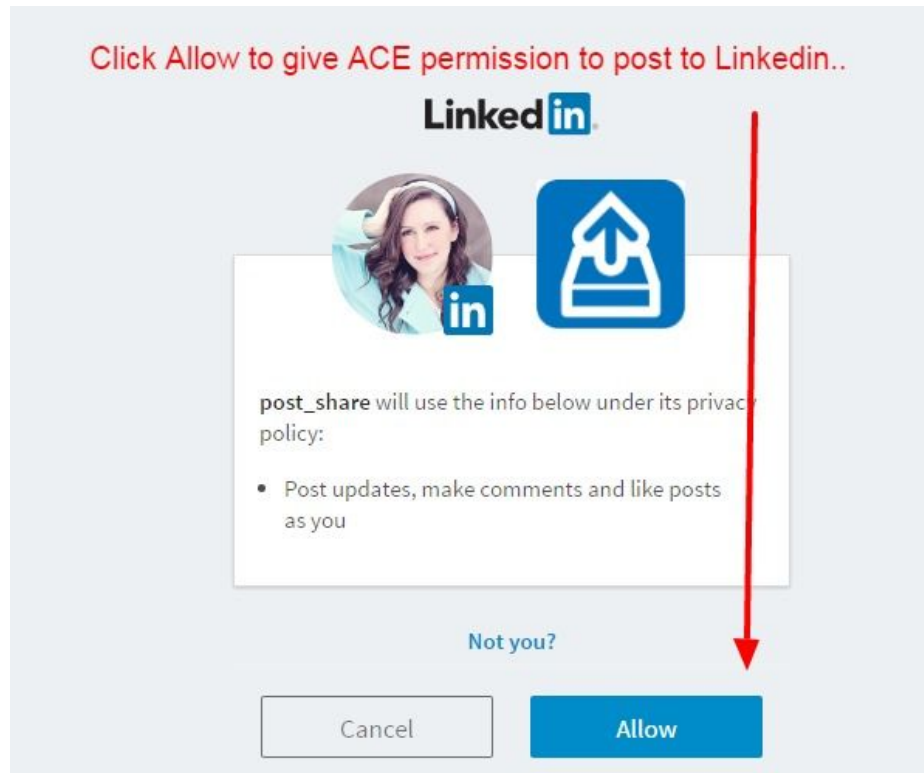 Click Allow to give ACE permission to post to Linkedin..
Linked in
in
post_share will use the info below under its privacy
policy:
• Post updates, make comments and like posts
as you
Not you?
Cancel
Allow